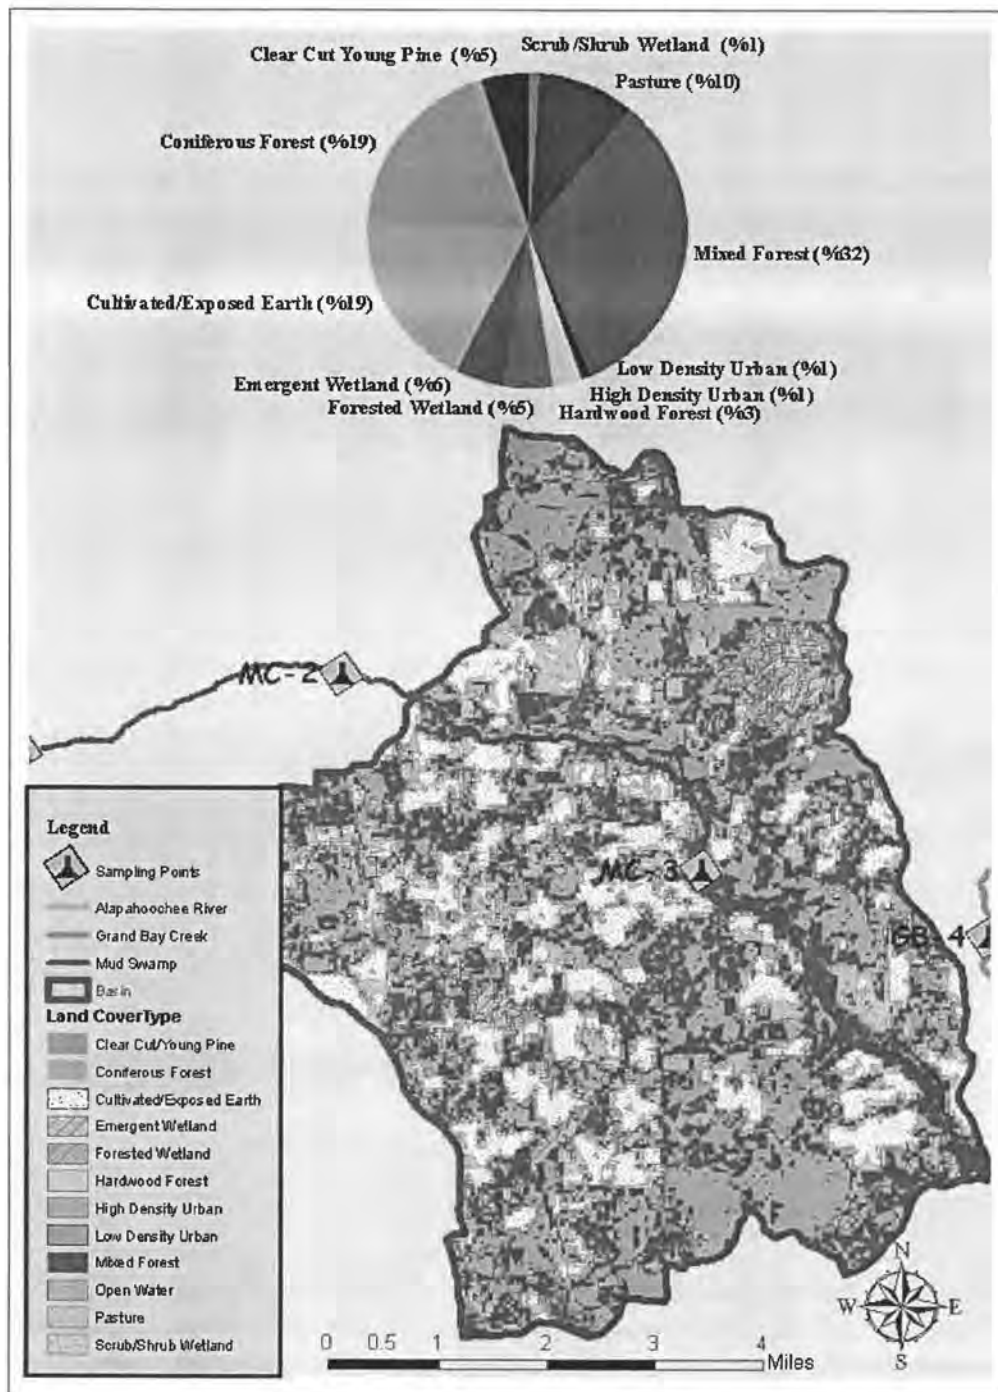 Scrub/Shrub Wetland (%1)
Clear Cut Young Pine (%5)
Pasture (%10)
Coniferous Forest (%19)
Mixed Forest (%32)
Cultivated/Exposed Earth (%19)
Low Density Urban (%1)
Emergent Wetland (%6)
High Density Urban (%1)
Forested Wetland (%5)
Hardwood Forest (%3)
MC-2
MC-3
GB-4
Legend
Sampling Points
Alapahoochee River
Grand Bay Creek
Mud Swamp
Basin
Land CoverType
Clear Cut/Young Pine
Coniferous Forest
Cultivated/Exposed Earth
Emergent Wetland
Forested Wetland
Hardwood Forest
High Density Urban
Low Density Urban
Mixed Forest
Open Water
Pasture
Scrub/Shrub Wetland
N
W E
S
0 0.5 1 2 3 4
Miles